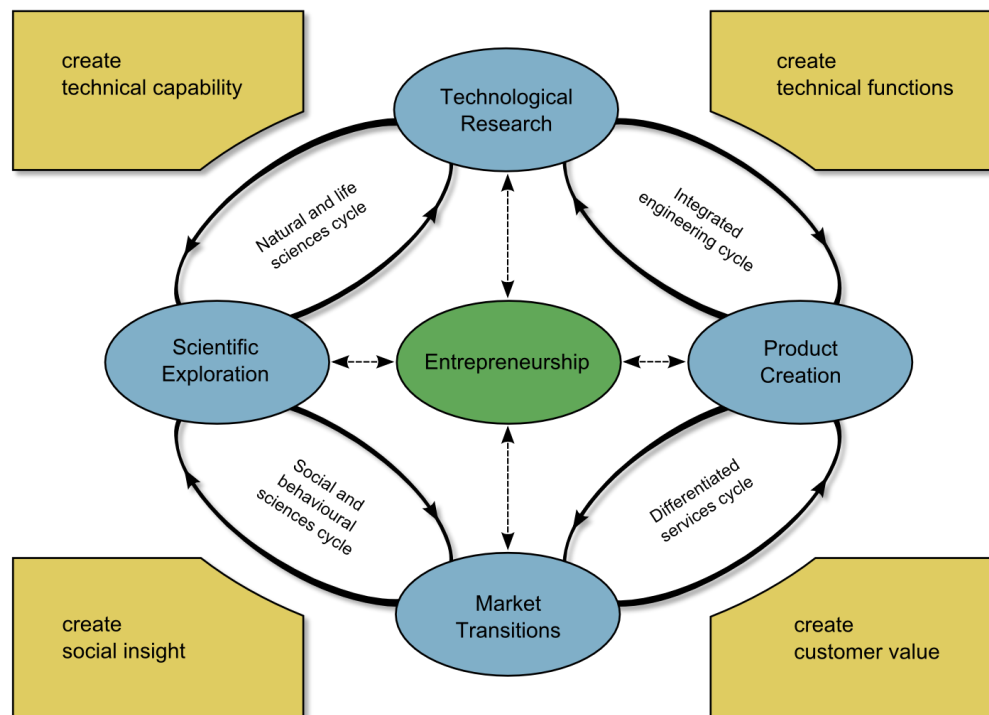 create
technical capability
create
technical functions
Technological
Research
Natural and life
sciences cycle
Integrated
engineering cycle
Scientific
Exploration
Entrepreneurship
Product
Creation
Social and
behavioural
sciences cycle
Differentiated
services cycle
Market
Transitions
create
social insight
create
customer value